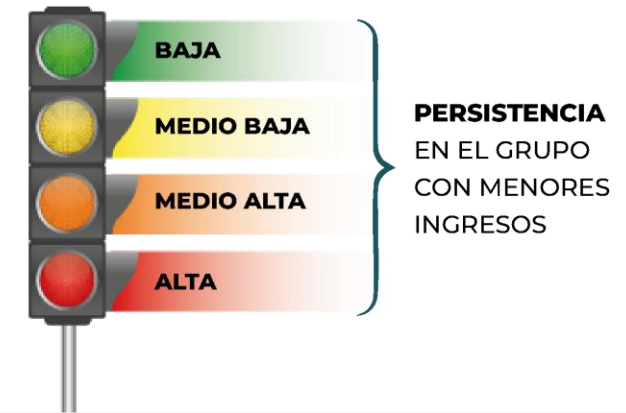 BAJA
MEDIO BAJA
MEDIO ALTA
ALTA
PERSISTENCIA
EN EL GRUPO
CON MENORES
INGRESOS